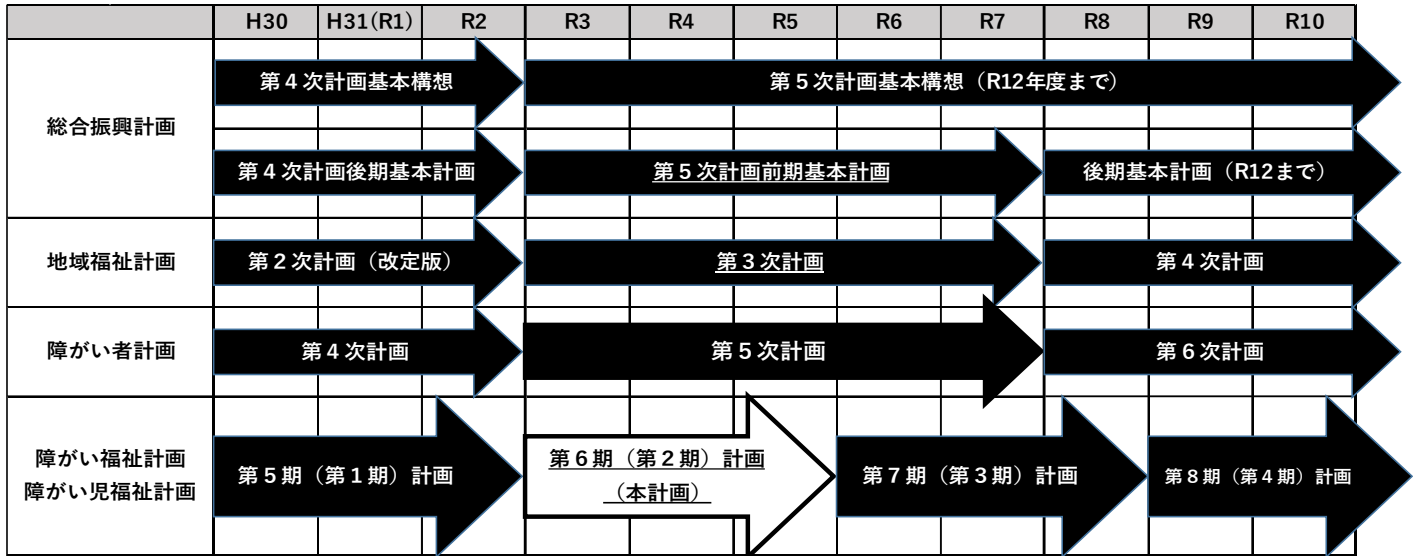 H30 H31(R1) R2 R3 R4 R5 R6 R7 R8 R9 R10
総合振興計画
第４次計画基本構想
第５次計画基本構想（R12年度まで）
第４次計画後期基本計画
第５次計画前期基本計画
後期基本計画（R12まで）
地域福祉計画
第２次計画（改定版）
第３次計画
第４次計画
障がい者計画
第４次計画
第５次計画
第６次計画
障がい福祉計画
障がい児福祉計画
第５期（第１期）計画
第６期（第２期）計画
（本計画）
第７期（第３期）計画
第８期（第４期）計画